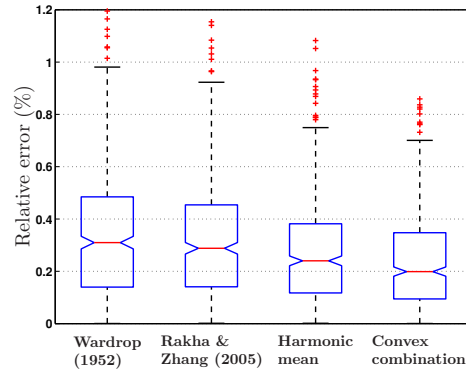 1.2
1
0.8
0.6
0.4
0.2
0
Relative error (%)
Wardrop
(1952)
Rakha &
Zhang (2005)
Harmonic
mean
Convex
combination